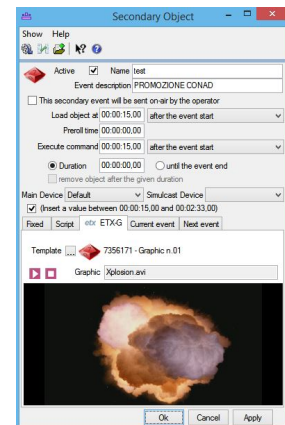 Secondary Object
Show Help
Active Name test
Event description PROMOZIONE CONAD
This secondary event will be sent on-air by the operator
Load object at 00:00:15,00 after the event start
Preroll time 00:00:00,00
Execute command 00:00:15,00 after the event start
Duration 00:00:00,00 until the event end
remove object after the given duration
Main Device Default Simulcast Device
(Insert a value between 00:00:15,00 and 00:02:33,00)
Fixed Script etx ETX-G Current event Next event
Template ... 7356171 - Graphic n.01
Graphic Xplosion.avi
Ok Cancel Apply